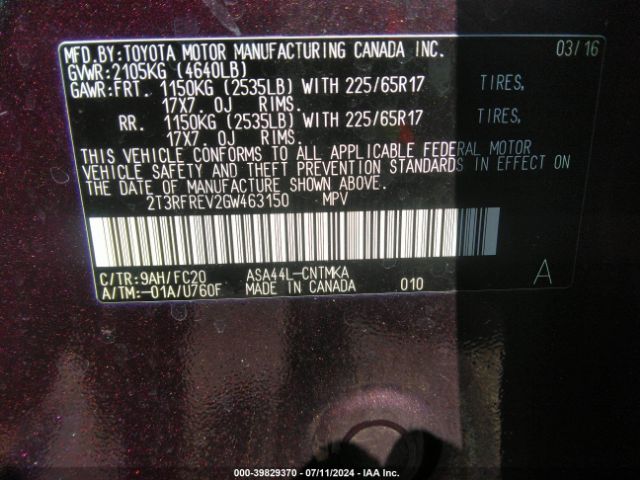 MFD.BY:TOYOTA MOTOR MANUFACTURING CANADA INC. 03/16
GVWR:2105KG (4640LB)
GAWR:FRT. 1150KG (2535LB) WITH 225/65R17 TIRES,
17X7.0J RIMS.
RR. 1150KG (2535LB) WITH 225/65R17 TIRES,
17X7.0J RIMS.
THIS VEHICLE CONFORMS TO ALL APPLICABLE FEDERAL MOTOR
VEHICLE SAFETY AND THEFT PREVENTION STANDARDS IN EFFECT ON
THE DATE OF MANUFACTURE SHOWN ABOVE.
2T3RFREV2GW463150 MPV
C/TR:9AH/FC20 ASA44L-CNTMKA A
A/TM:-01A/U760F MADE IN CANADA 010
000-39829370 - 07/11/2024 - IAA Inc.